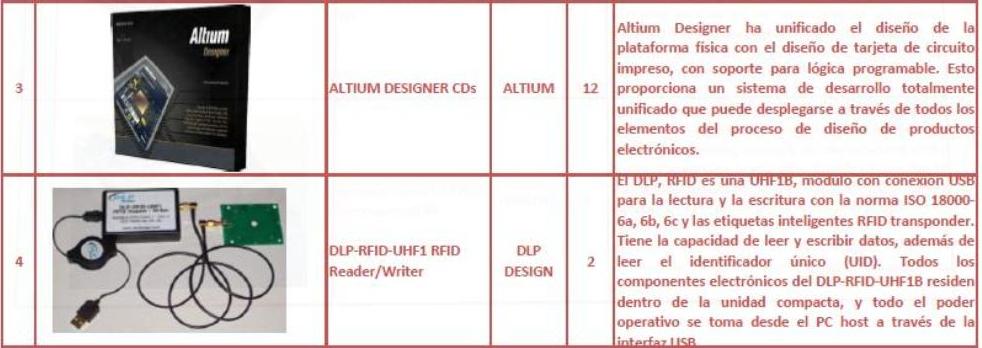 3
Altium
Designer
ALTIUM DESIGNER CDs
ALTIUM
12
Altium Designer ha unificado el diseño de la
plataforma física con el diseño de tarjeta de circuito
impreso, con soporte para lógica programable. Esto
proporciona un sistema de desarrollo totalmente
unificado que puede desplegarse a través de todos los
elementos del proceso de diseño de productos
electrónicos.
4
DLP-RFID-UHF1 RFID
Reader/Writer
DLP
DESIGN
2
El DLP, RFID es una UHF1B, módulo con conexión USB
para la lectura y la escritura con la norma ISO 18000-
6a, 6b, 6c y las etiquetas inteligentes RFID transponder.
Tiene la capacidad de leer y escribir datos, además de
leer el identificador único (UID). Todos los
componentes electrónicos del DLP-RFID-UHF1B residen
dentro de la unidad compacta, y todo el poder
operativo se toma desde el PC host a través de la
interfaz USB.